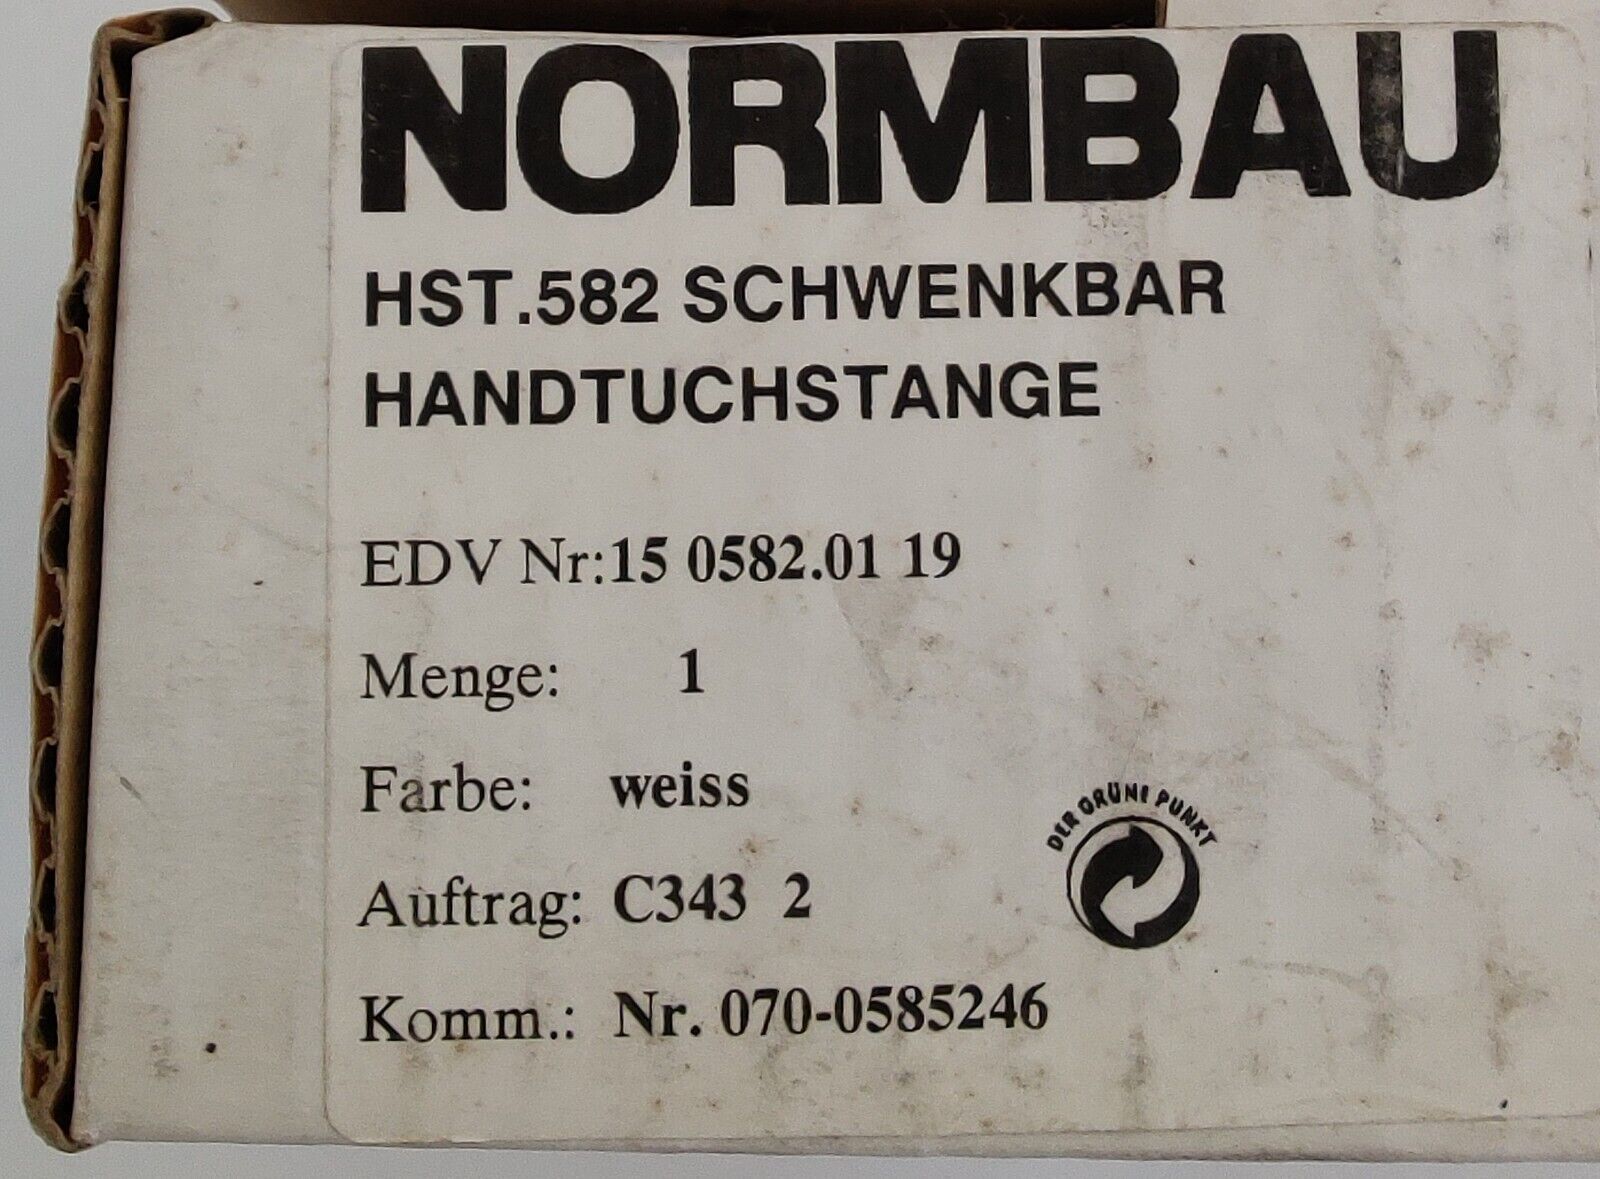 NORMBAU
HST.582 SCHWENKBAR
HANDTUCHSTANGE
EDV Nr:15 0582.01 19
Menge: 1
Farbe: weiss
DER GRÜNE PUNKT
Auftrag: C343 2
Komm.: Nr. 070-0585246